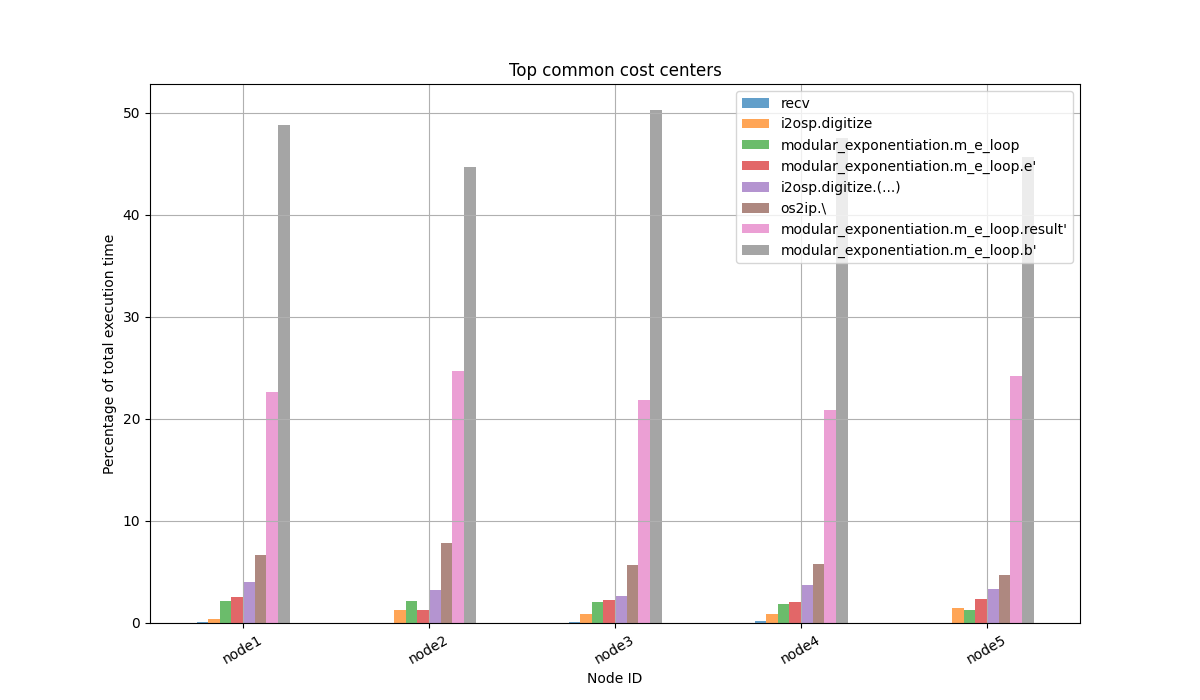 Top common cost centers
50
40
30
20
10
0
Percentage of total execution time
recv
i2osp.digitize
modular_exponentiation.m_e_loop
modular_exponentiation.m_e_loop.e'
i2osp.digitize.(...)
os2ip.\
modular_exponentiation.m_e_loop.result'
modular_exponentiation.m_e_loop.b'
node1
node2
node3
node4
node5
Node ID